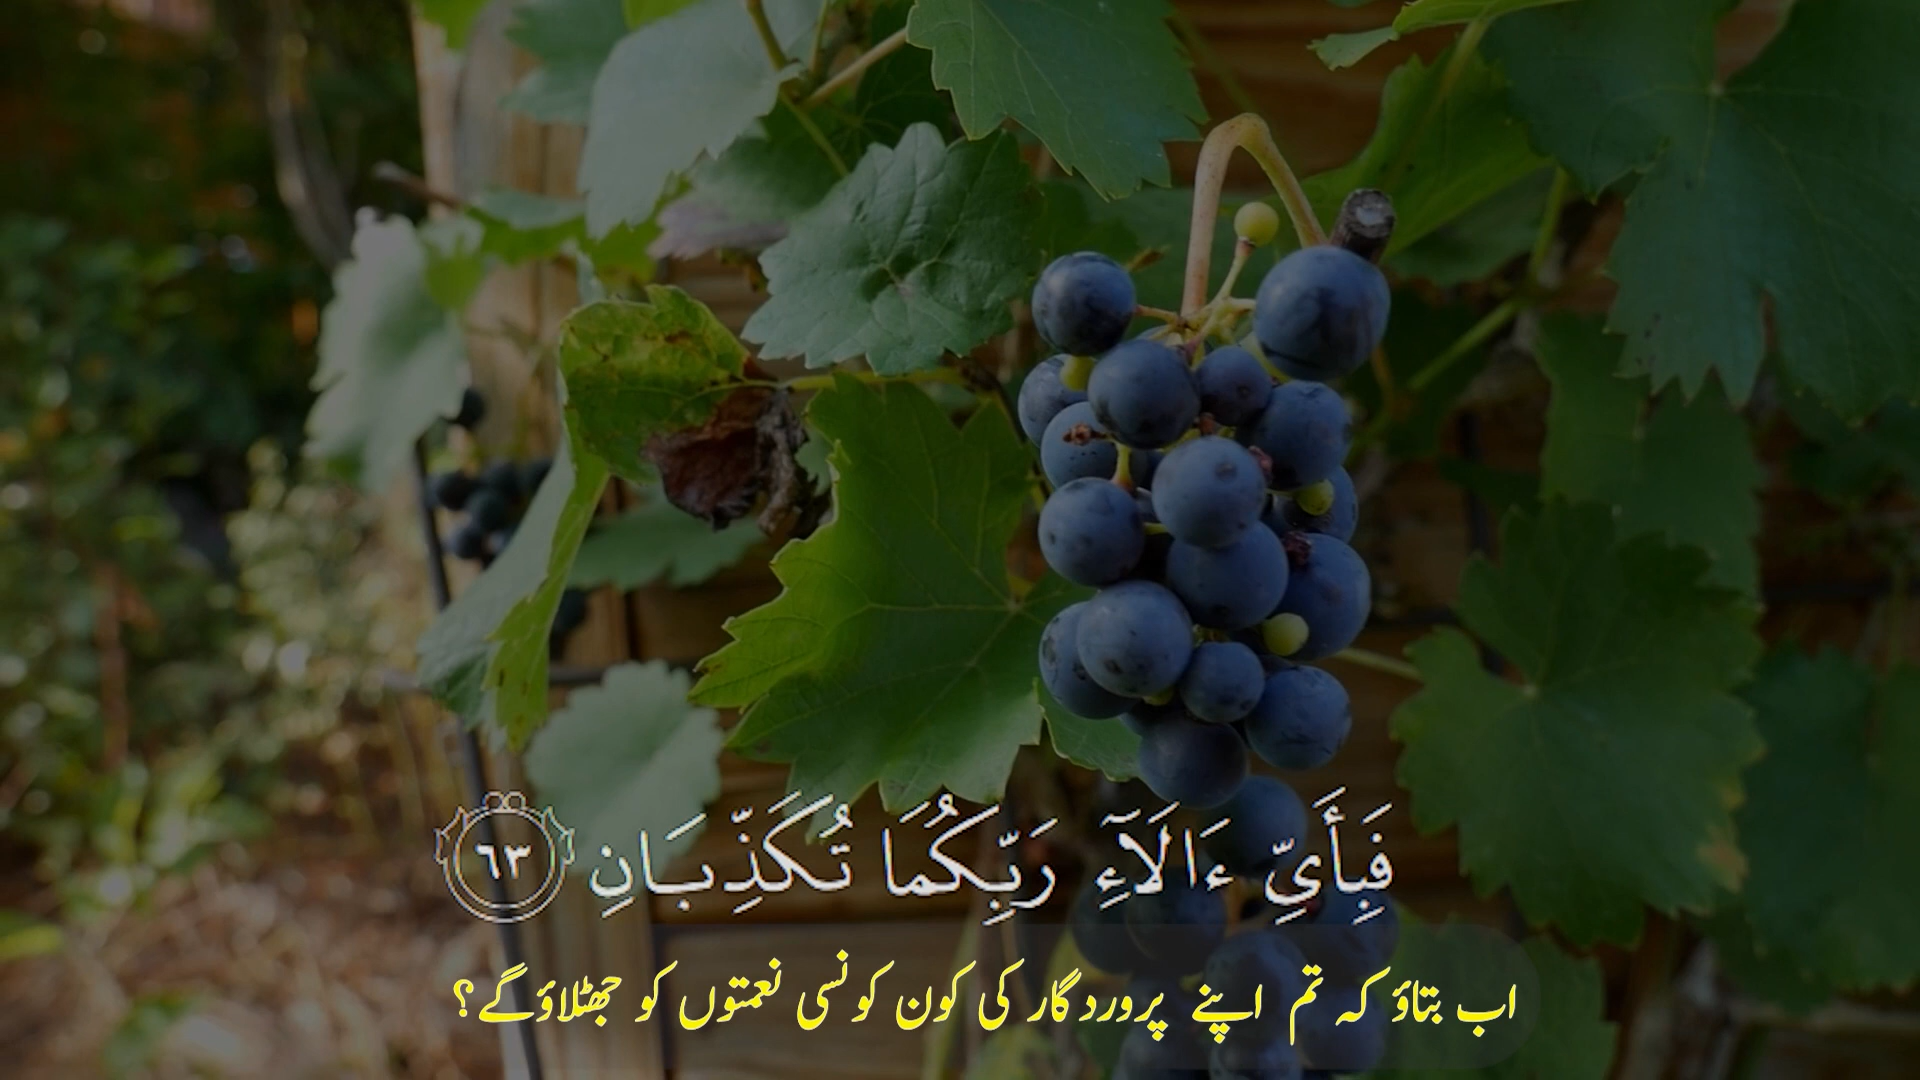 فَبِأَيِّ ءَالَآءِ رَبِّكُمَا تُكَذِّبَانِ ٦٣
اب بتاؤ کہ تم اپنے پروردگار کی کون کونسی نعمتوں کو جھٹلاؤ گے؟